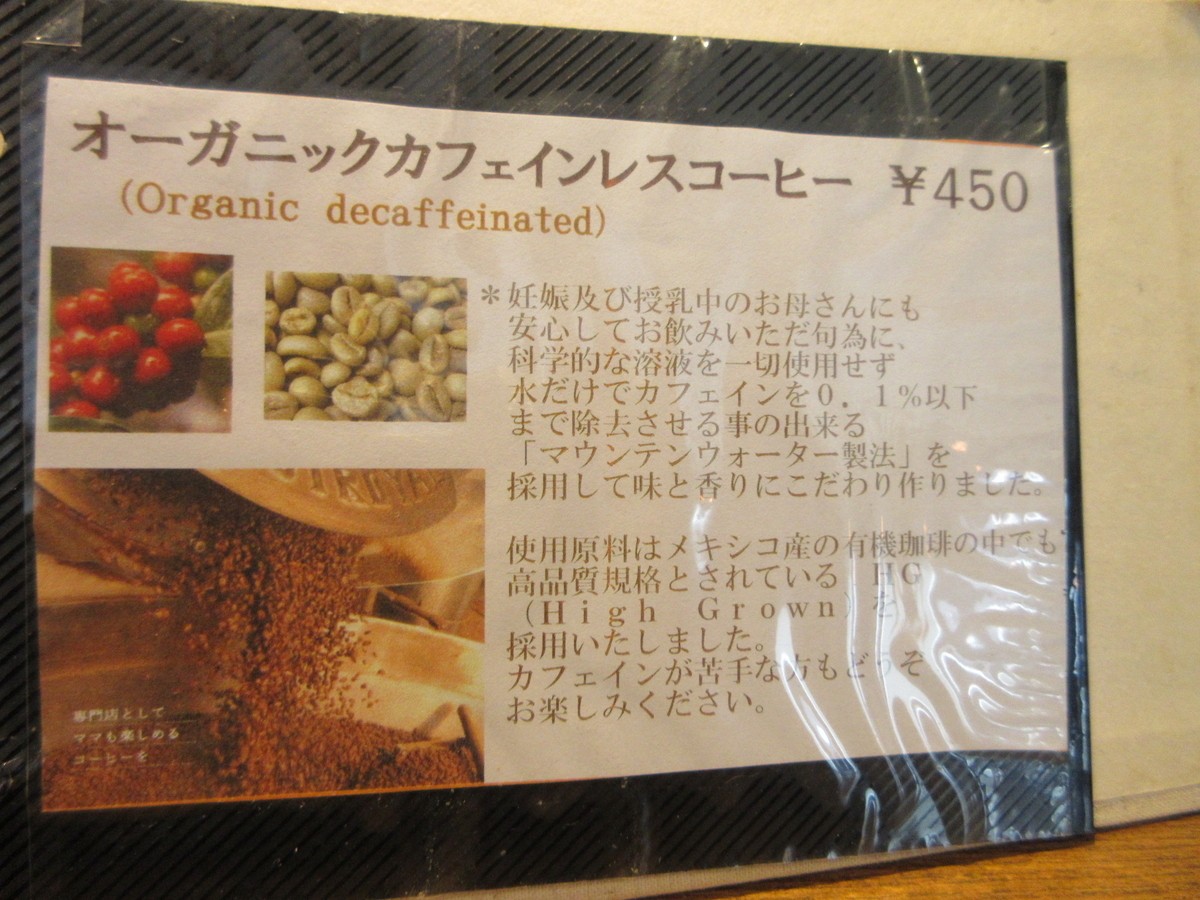 オーガニックカフェインレスコーヒー ¥450
(Organic decaffeinated)
＊妊娠及び授乳中のお母さんにも
安心してお飲みいただ句為に、
科学的な溶液を一切使用せず
水だけでカフェインを０．１%以下
まで除去させる事の出来る
「マウンテンウォーター製法」を
採用して味と香りにこだわり作りました。
使用原料はメキシコ産の有機珈琲の中でも
高品質規格とされている HG
（Ｈｉｇｈ Ｇｒｏｗｎ）を
採用いたしました。
カフェインが苦手な方もどうぞ
お楽しみください。
専門店として
ママも楽しめる
コーヒーを